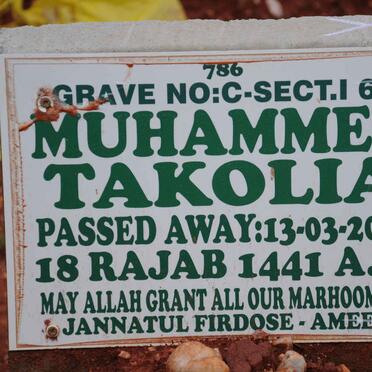 786
GRAVE NO:C-SECT.I 6
MUHAMME
TAKOLIA
PASSED AWAY:13-03-20
18 RAJAB 1441 A.
MAY ALLAH GRANT ALL OUR MARHOOM
JANNATUL FIRDOSE - AMEE